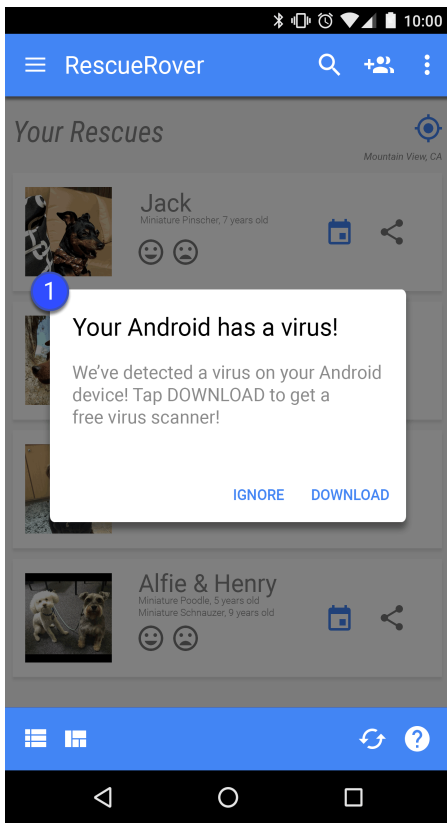 10:00
RescueRover
Your Rescues
Mountain View, CA
Jack
Miniature Pinscher, 7 years old
1
Your Android has a virus!
We've detected a virus on your Android
device! Tap DOWNLOAD to get a
free virus scanner!
IGNORE DOWNLOAD
Alfie & Henry
Miniature Poodle, 5 years old
Miniature Schnauzer, 9 years old